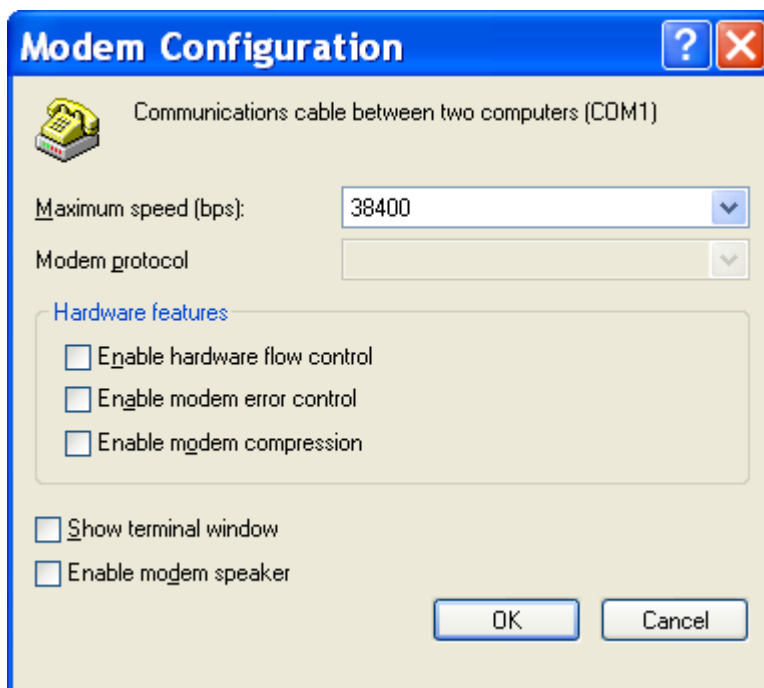 Modem Configuration
?
Communications cable between two computers (COM1)
Maximum speed (bps): 38400
Modem protocol
Hardware features
Enable hardware flow control
Enable modem error control
Enable modem compression
Show terminal window
Enable modem speaker
OK Cancel